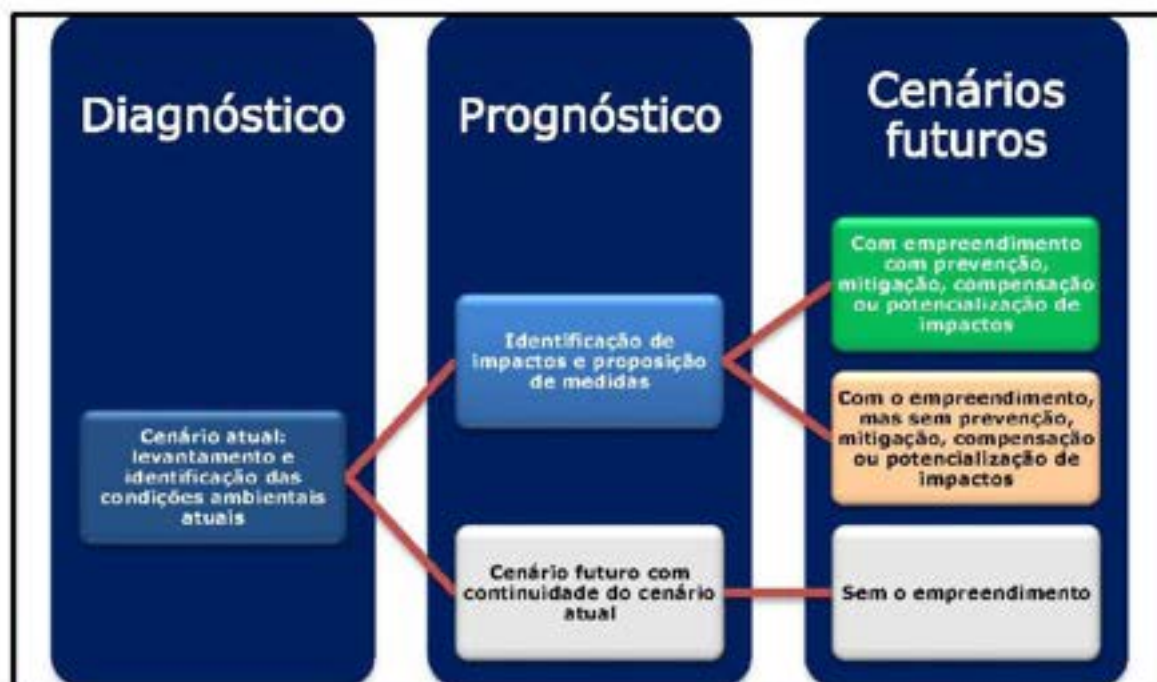 Diagnóstico
Cenário atual:
levantamento e
identificação das
condições ambientais
atuais
Prognóstico
Identificação de
impactos e proposição
de medidas
Cenário futuro com
continuidade do cenário
atual
Cenários
futuros
Com empreendimento
com prevenção,
mitigação, compensação
ou potencialização de
impactos
Com o empreendimento,
mas sem prevenção,
mitigação, compensação
ou potencialização de
impactos
Sem o empreendimento